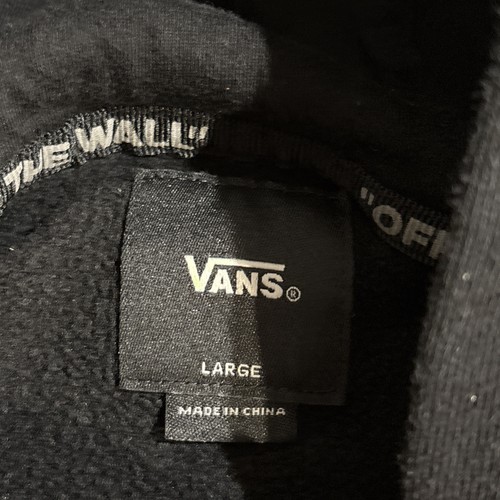 THE WALL"
"OFF
VANS®
LARGE
MADE IN CHINA